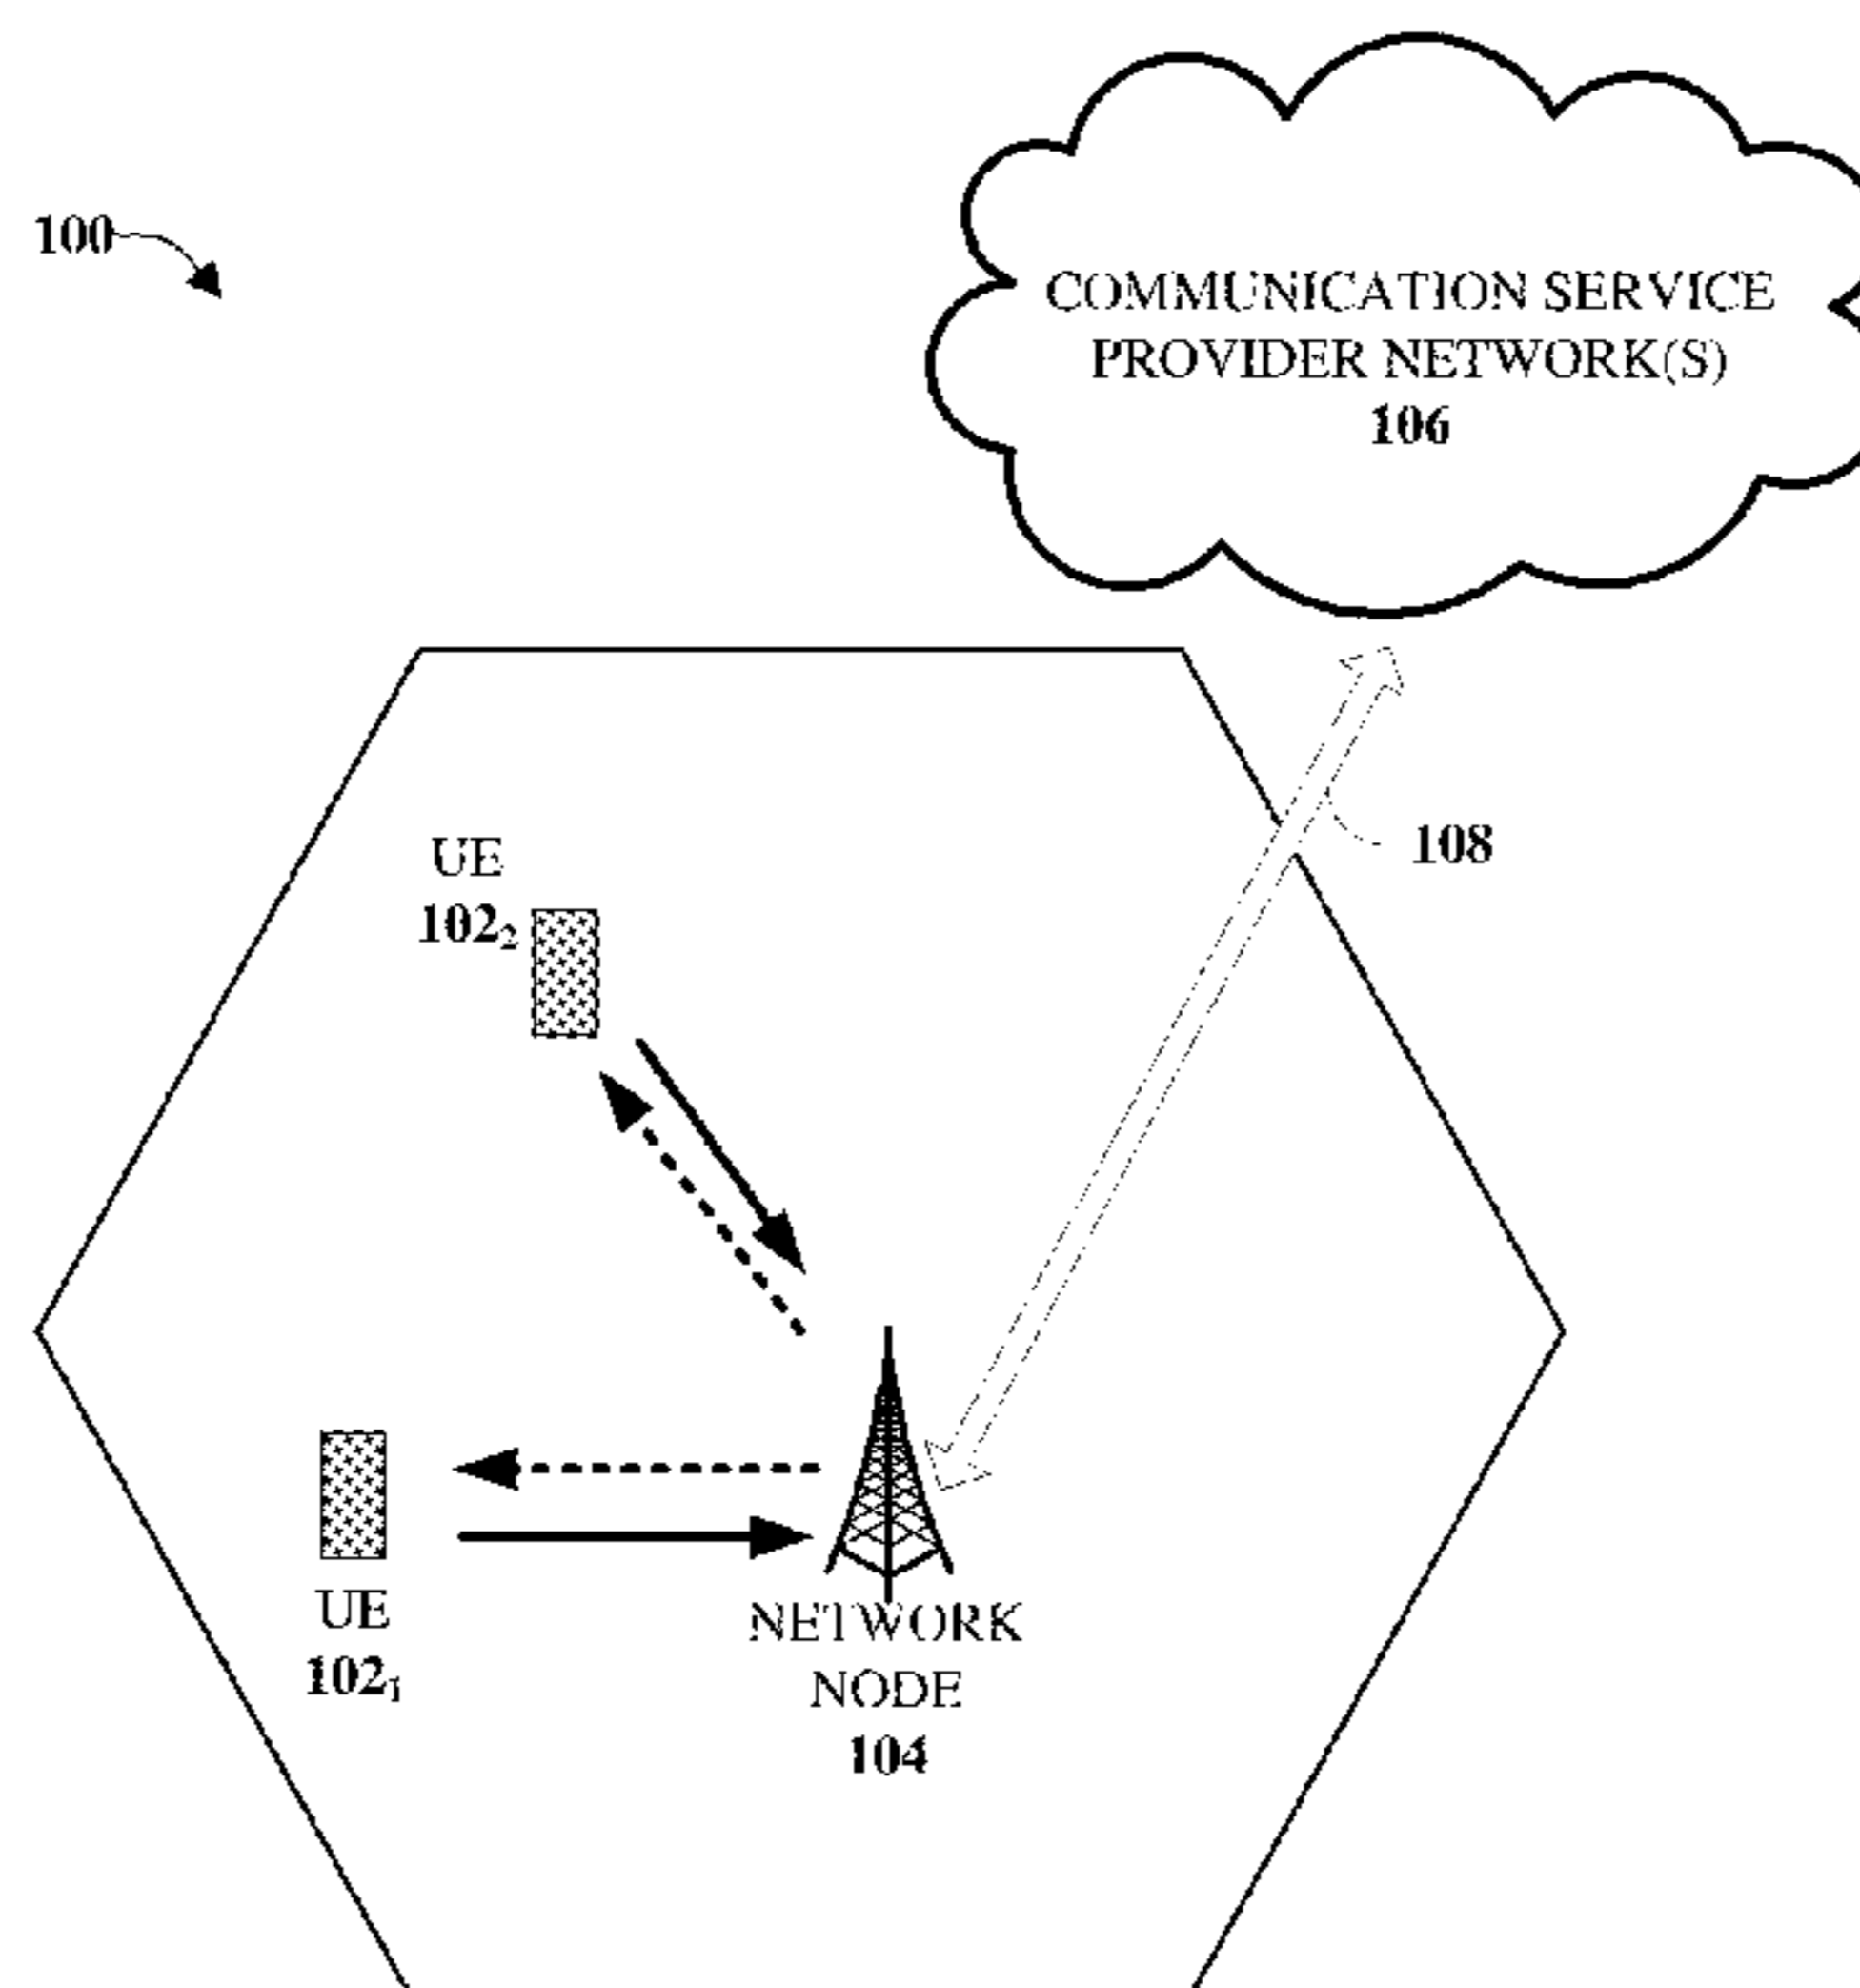 100
COMMUNICATION SERVICE
PROVIDER NETWORK(S)
106
108
UE
102₂
UE
102₁
NETWORK
NODE
104